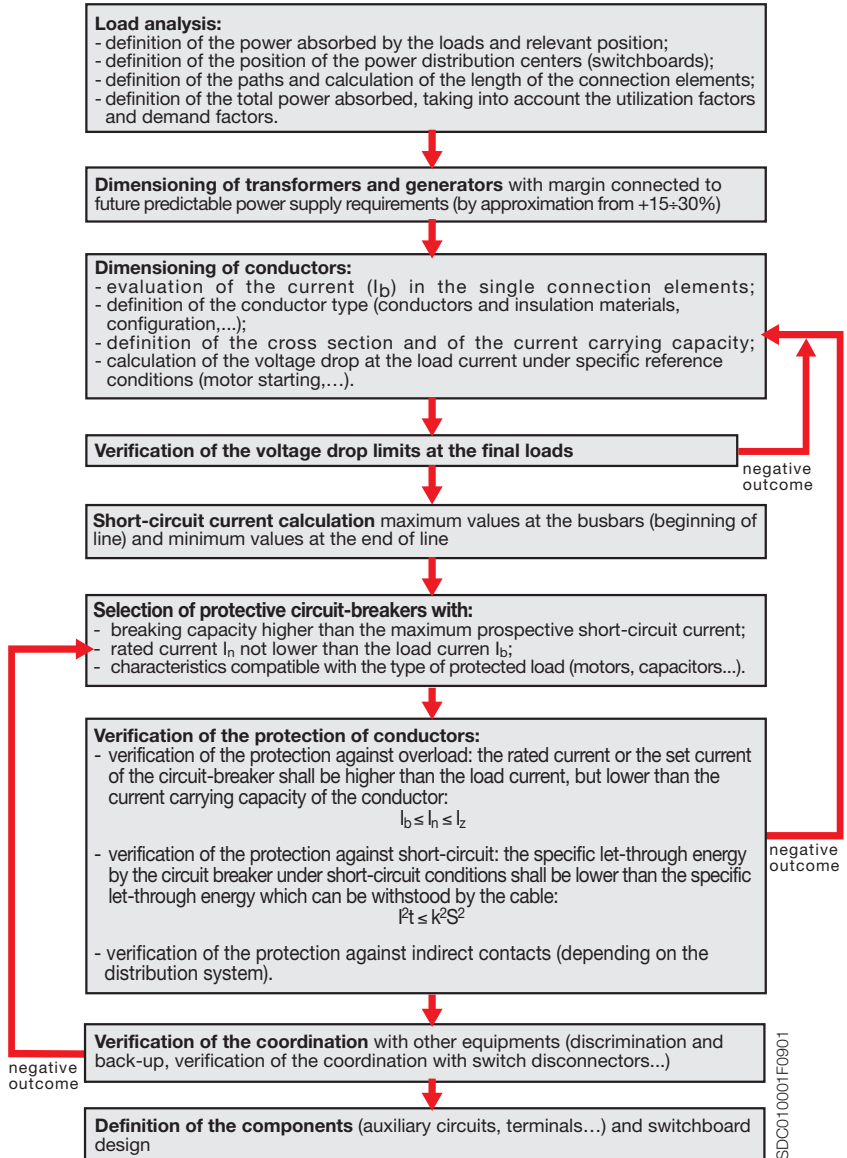 Load analysis:
- definition of the power absorbed by the loads and relevant position;
- definition of the position of the power distribution centers (switchboards);
- definition of the paths and calculation of the length of the connection elements;
- definition of the total power absorbed, taking into account the utilization factors
and demand factors.
Dimensioning of transformers and generators with margin connected to
future predictable power supply requirements (by approximation from +15÷30%)
Dimensioning of conductors:
- evaluation of the current (Ib) in the single connection elements;
- definition of the conductor type (conductors and insulation materials,
configuration,...);
- definition of the cross section and of the current carrying capacity;
- calculation of the voltage drop at the load current under specific reference
conditions (motor starting,…).
Verification of the voltage drop limits at the final loads
negative
outcome
Short-circuit current calculation maximum values at the busbars (beginning of
line) and minimum values at the end of line
Selection of protective circuit-breakers with:
- breaking capacity higher than the maximum prospective short-circuit current;
- rated current In not lower than the load curren Ib;
- characteristics compatible with the type of protected load (motors, capacitors...).
Verification of the protection of conductors:
- verification of the protection against overload: the rated current or the set current
of the circuit-breaker shall be higher than the load current, but lower than the
current carrying capacity of the conductor:
Ib ≤ In ≤ Iz
- verification of the protection against short-circuit: the specific let-through energy
by the circuit breaker under short-circuit conditions shall be lower than the specific
let-through energy which can be withstood by the cable:
I²t ≤ k²S²
- verification of the protection against indirect contacts (depending on the
distribution system).
negative
outcome
Verification of the coordination with other equipments (discrimination and
back-up, verification of the coordination with switch disconnectors...)
negative
outcome
Definition of the components (auxiliary circuits, terminals…) and switchboard
design
SDC010001F0901